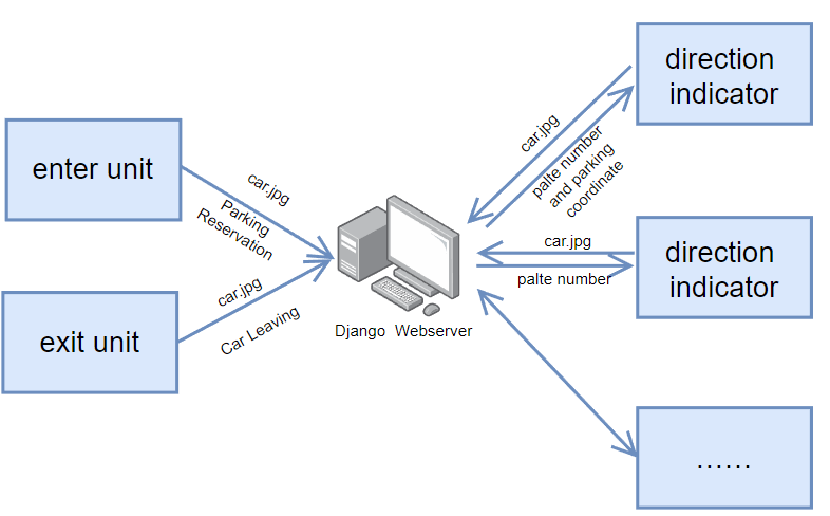 enter unit
car.jpg
Parking
Reservation
exit unit
car.jpg
Car Leaving
Django Webserver
direction
indicator
car.jpg
palte number
and parking
coordinate
direction
indicator
car.jpg
palte number
......